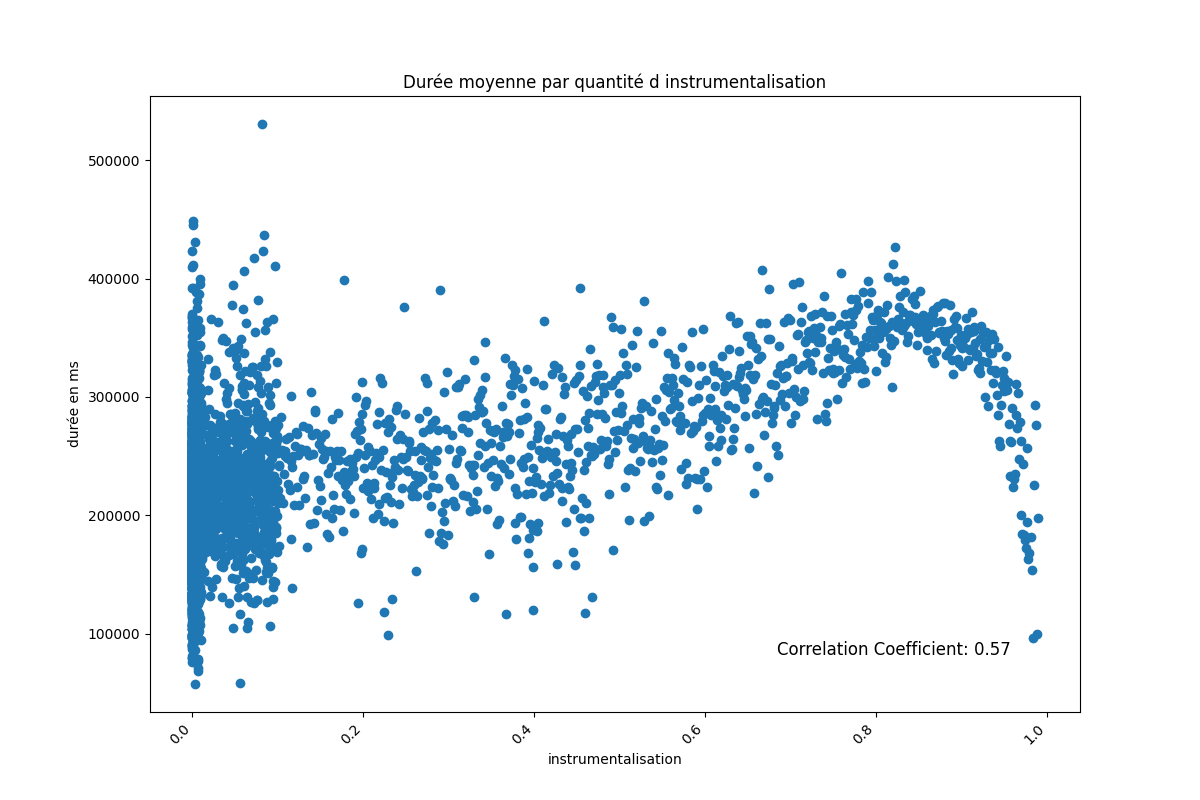 Durée moyenne par quantité d instrumentalisation
durée en ms
500000
400000
300000
200000
100000
Correlation Coefficient: 0.57
0.0 0.2 0.4 0.6 0.8 1.0
instrumentalisation